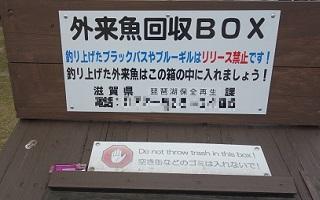 外来魚回収BOX
釣り上げたブラックバスやブルーギルはリリース禁止です！
釣り上げた外来魚はこの箱の中に入れましょう！
滋賀県 琵琶湖保全再生 課
Do not throw trash in this box!
空き缶などのゴミは入れないで!